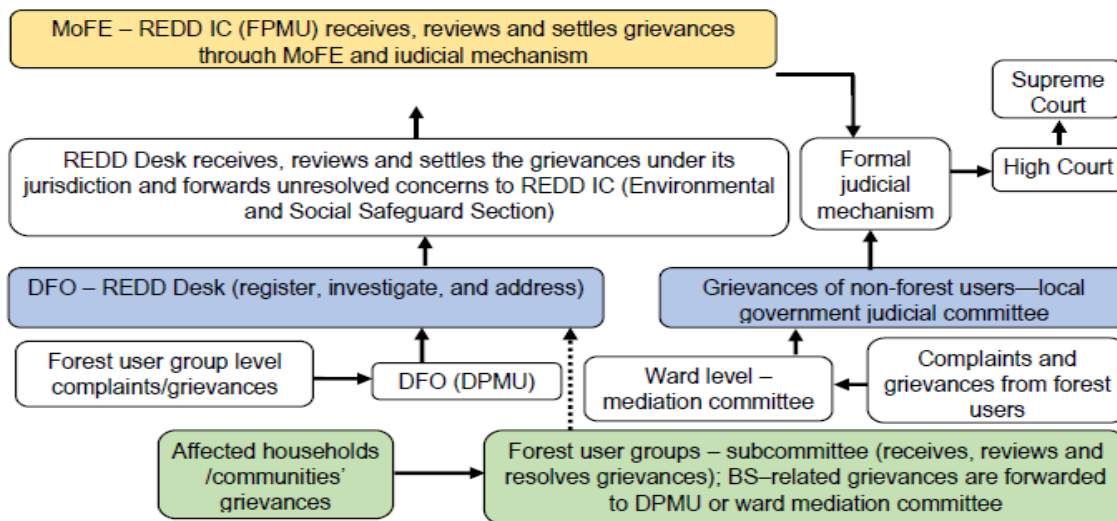 MoFE – REDD IC (FPMU) receives, reviews and settles grievances
through MoFE and judicial mechanism
Supreme
Court
REDD Desk receives, reviews and settles the grievances under its
jurisdiction and forwards unresolved concerns to REDD IC (Environmental
and Social Safeguard Section)
Formal
judicial
mechanism
High Court
DFO – REDD Desk (register, investigate, and address)
Grievances of non-forest users—local
government judicial committee
Forest user group level
complaints/grievances
DFO (DPMU)
Ward level –
mediation committee
Complaints and
grievances from forest
users
Affected households
/communities’
grievances
Forest user groups – subcommittee (receives, reviews and
resolves grievances); BS–related grievances are forwarded
to DPMU or ward mediation committee